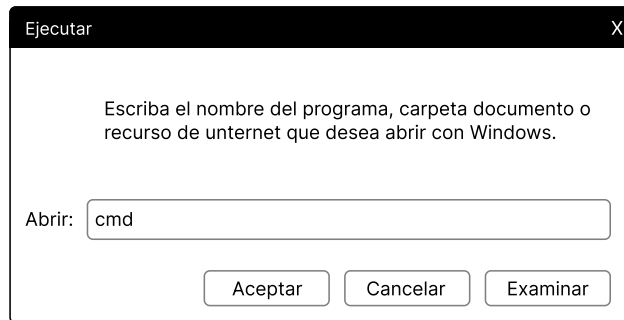 Ejecutar X
Escriba el nombre del programa, carpeta documento o
recurso de unternet que desea abrir con Windows.
Abrir: cmd
Aceptar Cancelar Examinar